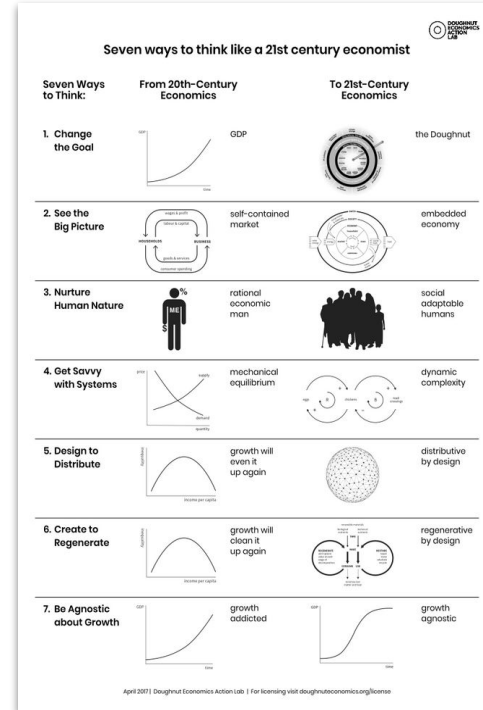 DOUGHNUT
ECONOMICS
ACTION
LAB
Seven ways to think like a 21st century economist
Seven Ways
to Think:
From 20th-Century
Economics
To 21st-Century
Economics
1. Change
the Goal
GDP
time
GDP
the Doughnut
2. See the
Big Picture
wages & profit
labour & capital
HOUSEHOLDS
BUSINESS
goods & services
consumer spending
self-contained
market
embedded
economy
3. Nurture
Human Nature
%
ME!
$
rational
economic
man
social
adaptable
humans
4. Get Savvy
with Systems
price
supply
demand
quantity
mechanical
equilibrium
eggs
chickens
road
crossings
dynamic
complexity
5. Design to
Distribute
income per capita
growth will
even it
up again
distributive
by design
6. Create to
Regenerate
income per capita
growth will
clean it
up again
regenerative
by design
7. Be Agnostic
about Growth
GDP
time
growth
addicted
GDP
time
growth
agnostic
April 2017 | Doughnut Economics Action Lab | For licensing visit doughnuteconomics.org/license